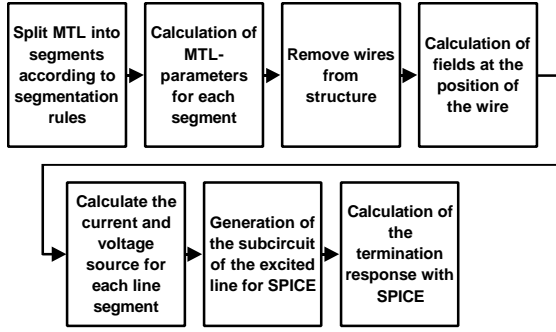 Split MTL into
segments
according to
segmentation
rules
Calculation of
MTL-
parameters
for each
segment
Remove wires
from
structure
Calculation of
fields at the
position of
the wire
Calculate the
current and
voltage
source for
each line
segment
Generation of
the subcircuit
of the excited
line for SPICE
Calculation of
the
termination
response with
SPICE